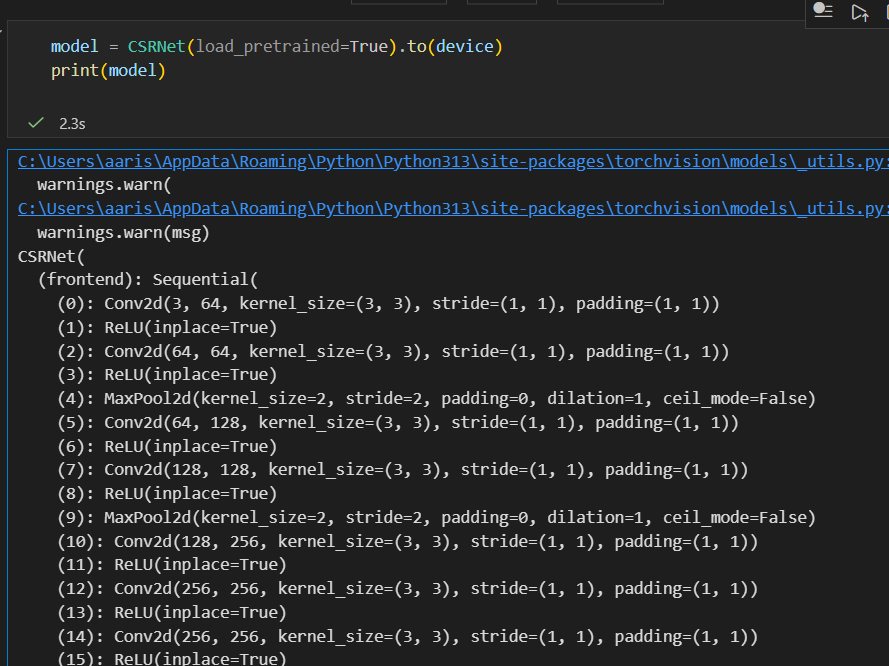 model = CSRNet(load_pretrained=True).to(device)
print(model)
2.3s
C:\Users\aaris\AppData\Roaming\Python\Python313\site-packages\torchvision\models\_utils.py:
warnings.warn(
C:\Users\aaris\AppData\Roaming\Python\Python313\site-packages\torchvision\models\_utils.py:
warnings.warn(msg)
CSRNet(
(frontend): Sequential(
(0): Conv2d(3, 64, kernel_size=(3, 3), stride=(1, 1), padding=(1, 1))
(1): ReLU(inplace=True)
(2): Conv2d(64, 64, kernel_size=(3, 3), stride=(1, 1), padding=(1, 1))
(3): ReLU(inplace=True)
(4): MaxPool2d(kernel_size=2, stride=2, padding=0, dilation=1, ceil_mode=False)
(5): Conv2d(64, 128, kernel_size=(3, 3), stride=(1, 1), padding=(1, 1))
(6): ReLU(inplace=True)
(7): Conv2d(128, 128, kernel_size=(3, 3), stride=(1, 1), padding=(1, 1))
(8): ReLU(inplace=True)
(9): MaxPool2d(kernel_size=2, stride=2, padding=0, dilation=1, ceil_mode=False)
(10): Conv2d(128, 256, kernel_size=(3, 3), stride=(1, 1), padding=(1, 1))
(11): ReLU(inplace=True)
(12): Conv2d(256, 256, kernel_size=(3, 3), stride=(1, 1), padding=(1, 1))
(13): ReLU(inplace=True)
(14): Conv2d(256, 256, kernel_size=(3, 3), stride=(1, 1), padding=(1, 1))
(15): ReLU(inplace=True)